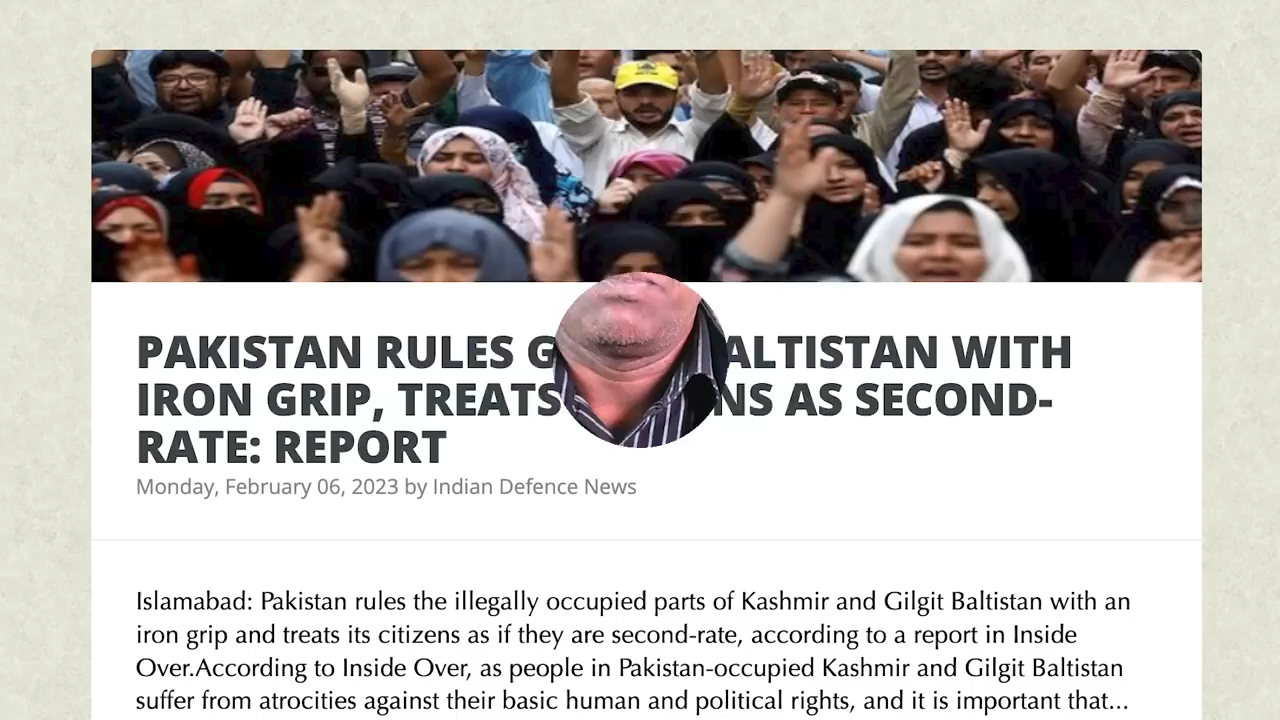 PAKISTAN RULES G ALTISTAN WITH
IRON GRIP, TREATS NS AS SECOND-
RATE: REPORT
Monday, February 06, 2023 by Indian Defence News
Islamabad: Pakistan rules the illegally occupied parts of Kashmir and Gilgit Baltistan with an
iron grip and treats its citizens as if they are second-rate, according to a report in Inside
Over.According to Inside Over, as people in Pakistan-occupied Kashmir and Gilgit Baltistan
suffer from atrocities against their basic human and political rights, and it is important that...